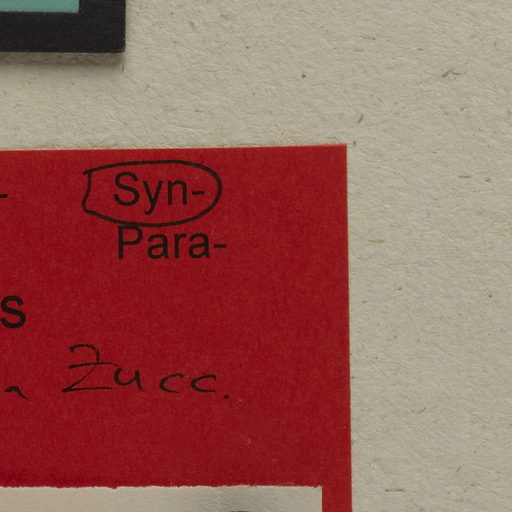 - Syn-
Para-
s
a Zucc.